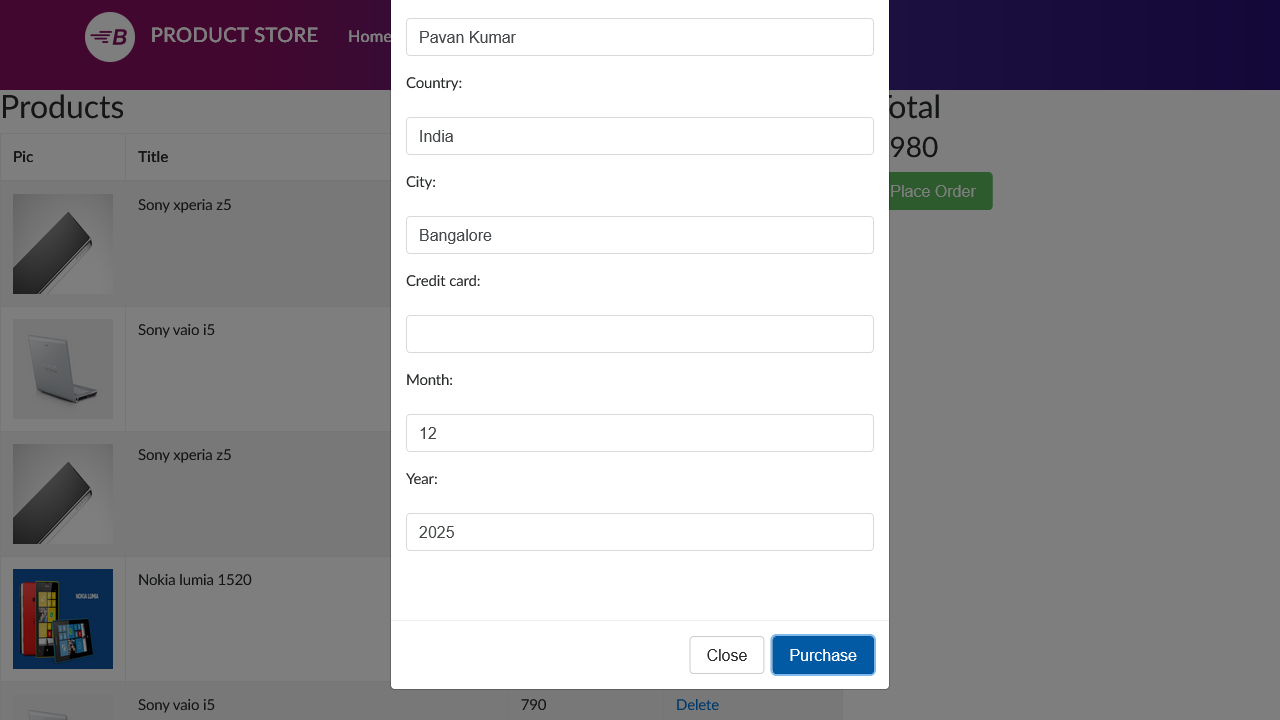 B
PRODUCT STORE
Home
Products
Pic
Title
Sony xperia z5
Sony vaio i5
Sony xperia z5
NOKIA LUMIA
Nokia lumia 1520
Sony vaio i5
790
Delete
Pavan Kumar
Country:
India
City:
Bangalore
Credit card:
Month:
12
Year:
2025
Close
Purchase
otal
980
Place Order